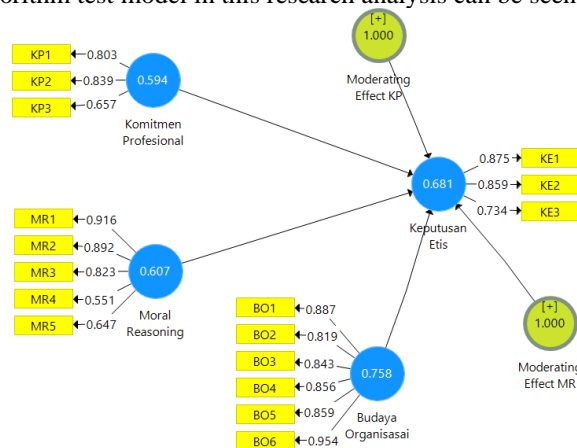 orithm test model in this research analysis can be seen
[+]
1.000
Moderating
Effect KP
KP1 0.803
KP2 0.839
KP3 0.657
0.594
Komitmen
Profesional
0.681
Keputusan
Etis
0.875 KE1
0.859 KE2
0.734 KE3
MR1 0.916
MR2 0.892
MR3 0.823
MR4 0.551
MR5 0.647
0.607
Moral
Reasoning
BO1 0.887
BO2 0.819
BO3 0.843
BO4 0.856
BO5 0.859
BO6 0.954
0.758
Budaya
Organisasai
[+]
1.000
Moderating
Effect MR